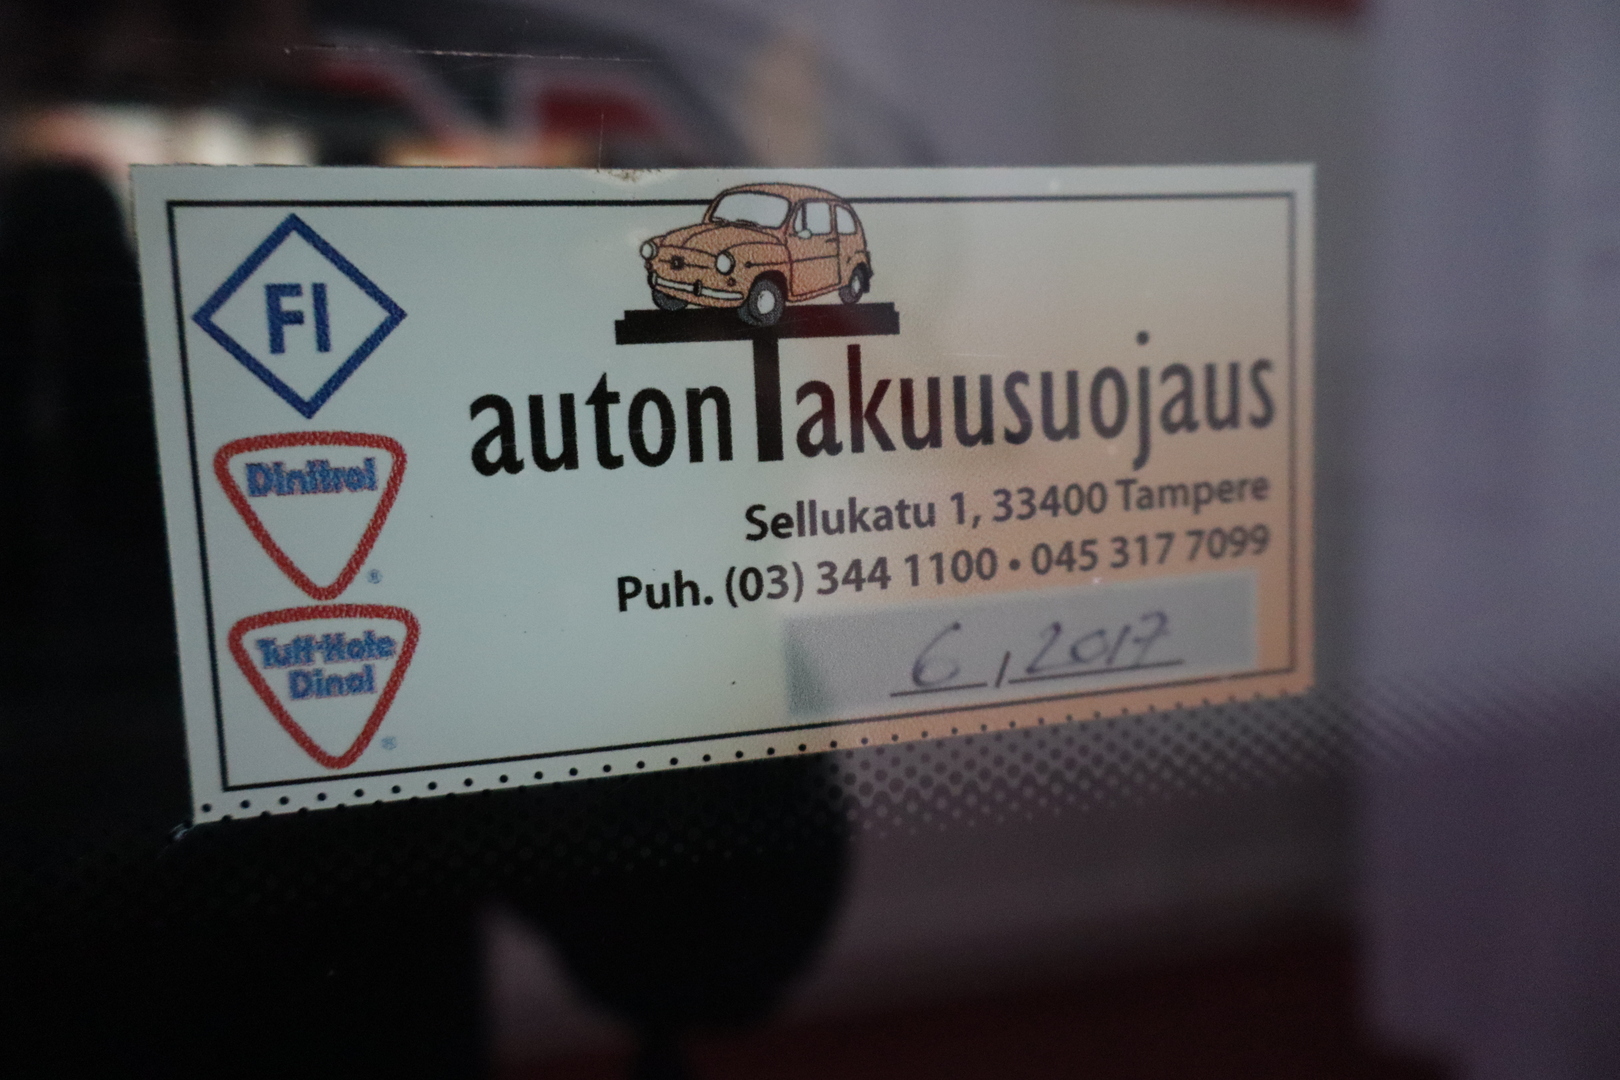 FI
Dinitrol
®
Tuff-Kote
Dinol
®
autonTakuusuojaus
Sellukatu 1, 33400 Tampere
Puh. (03) 344 1100 • 045 317 7099
6 / 2017